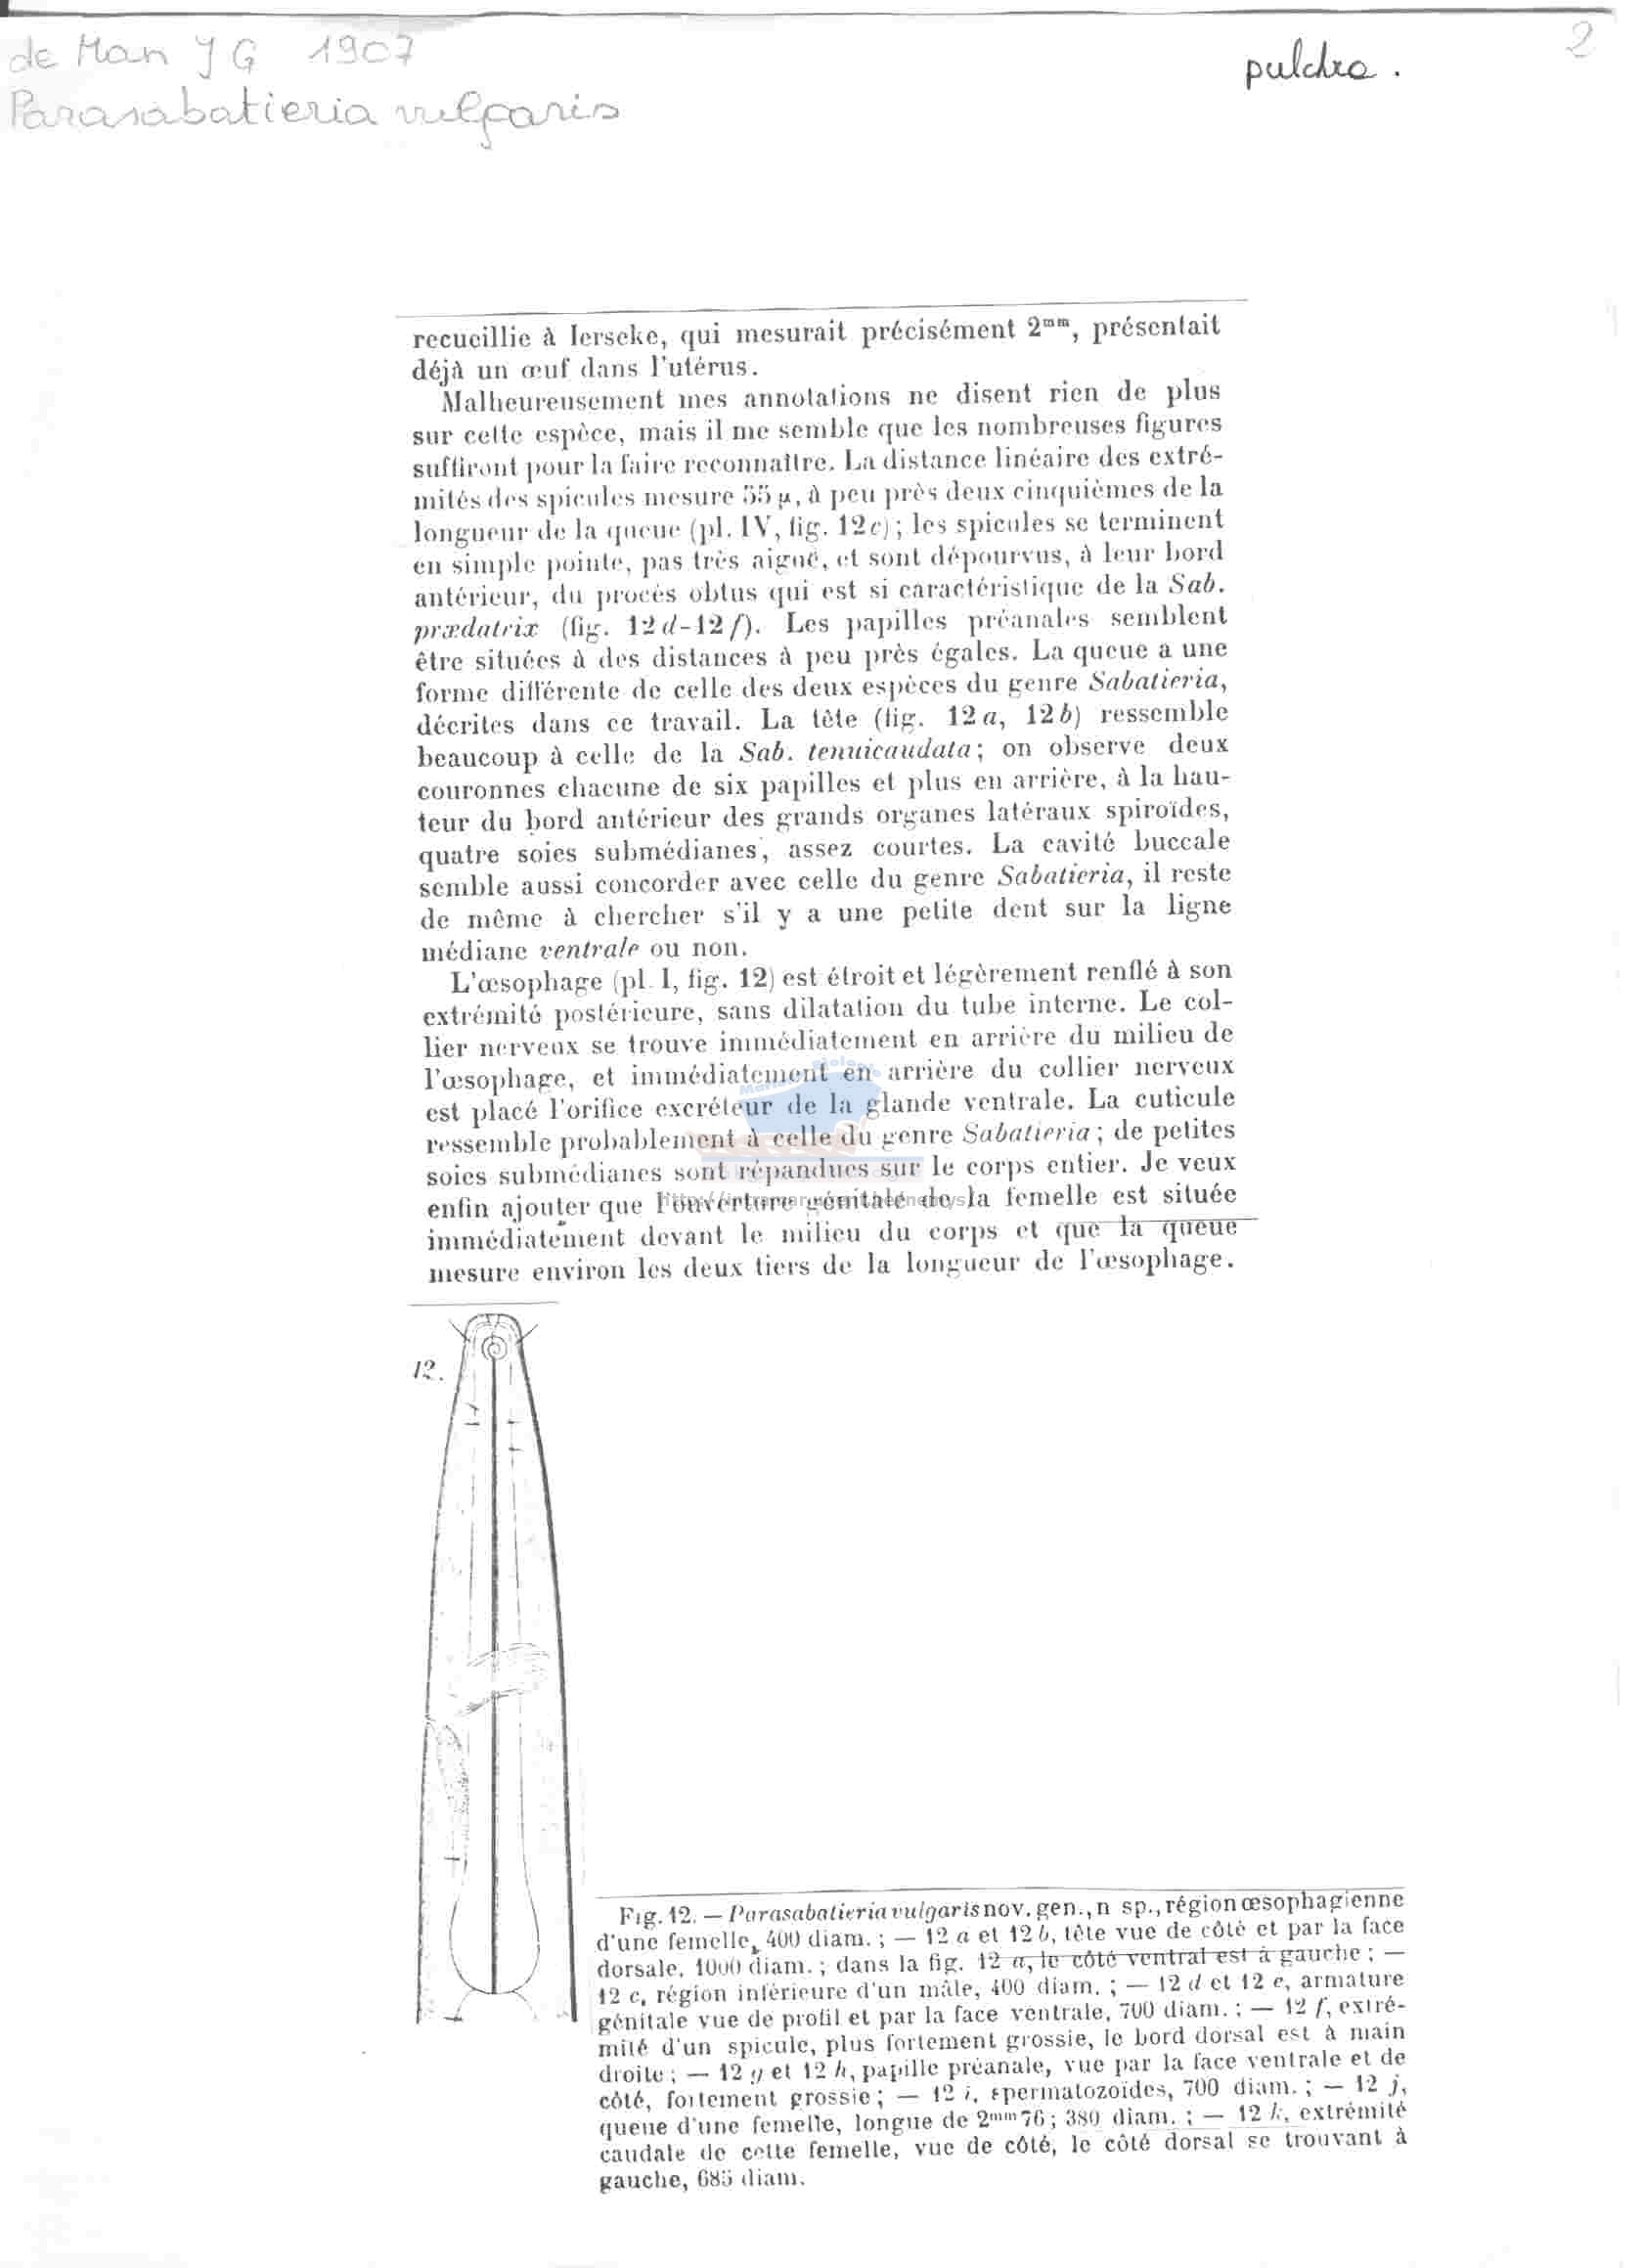 de Man J G 1907
Parasabatieria vulgaris
pulchra.
2
recueillie à Ierseke, qui mesurait précisément 2mm, présentait
déjà un œuf dans l'utérus.
Malheureusement mes annotations ne disent rien de plus
sur cette espèce, mais il me semble que les nombreuses figures
suffiront pour la faire reconnaître. La distance linéaire des extré-
mités des spicules mesure 55 µ, à peu près deux cinquièmes de la
longueur de la queue (pl. IV, fig. 12 c); les spicules se terminent
en simple pointe, pas très aiguë, et sont dépourvus, à leur bord
antérieur, du procès obtus qui est si caractéristique de la Sab.
prædatrix (fig. 12 d-12 f). Les papilles préanales semblent
être situées à des distances à peu près égales. La queue a une
forme différente de celle des deux espèces du genre Sabatieria,
décrites dans ce travail. La tête (fig. 12 a, 12 b) ressemble
beaucoup à celle de la Sab. tenuicaudata; on observe deux
couronnes chacune de six papilles et plus en arrière, à la hau-
teur du bord antérieur des grands organes latéraux spiroïdes,
quatre soies submédianes, assez courtes. La cavité buccale
semble aussi concorder avec celle du genre Sabatieria, il reste
de même à chercher s'il y a une petite dent sur la ligne
médiane ventrale ou non.
L'œsophage (pl. I, fig. 12) est étroit et légèrement renflé à son
extrémité postérieure, sans dilatation du tube interne. Le col-
lier nerveux se trouve immédiatement en arrière du milieu de
l'œsophage, et immédiatement en arrière du collier nerveux
est placé l'orifice excréteur de la glande ventrale. La cuticule
ressemble probablement à celle du genre Sabatieria; de petites
soies submédianes sont répandues sur le corps entier. Je veux
enfin ajouter que l'ouverture génitale de la femelle est située
immédiatement devant le milieu du corps et que la queue
mesure environ les deux tiers de la longueur de l'œsophage.
12.
Fig. 12. — Parasabatieria vulgaris nov. gen., n sp., région œsophagienne
d'une femelle, 400 diam.; — 12 a et 12 b, tête vue de côté et par la face
dorsale, 1000 diam.; dans la fig. 12 a, le côté ventral est à gauche; —
12 c, région inférieure d'un mâle, 400 diam.; — 12 d et 12 e, armature
génitale vue de profil et par la face ventrale, 700 diam.; — 12 f, extré-
mité d'un spicule, plus fortement grossie, le bord dorsal est à main
droite; — 12 g et 12 h, papille préanale, vue par la face ventrale et de
côté, fortement grossie; — 12 i, spermatozoïdes, 700 diam.; — 12 j,
queue d'une femelle, longue de 2mm76; 380 diam.; — 12 k, extrémité
caudale de cette femelle, vue de côté, le côté dorsal se trouvant à
gauche, 685 diam.